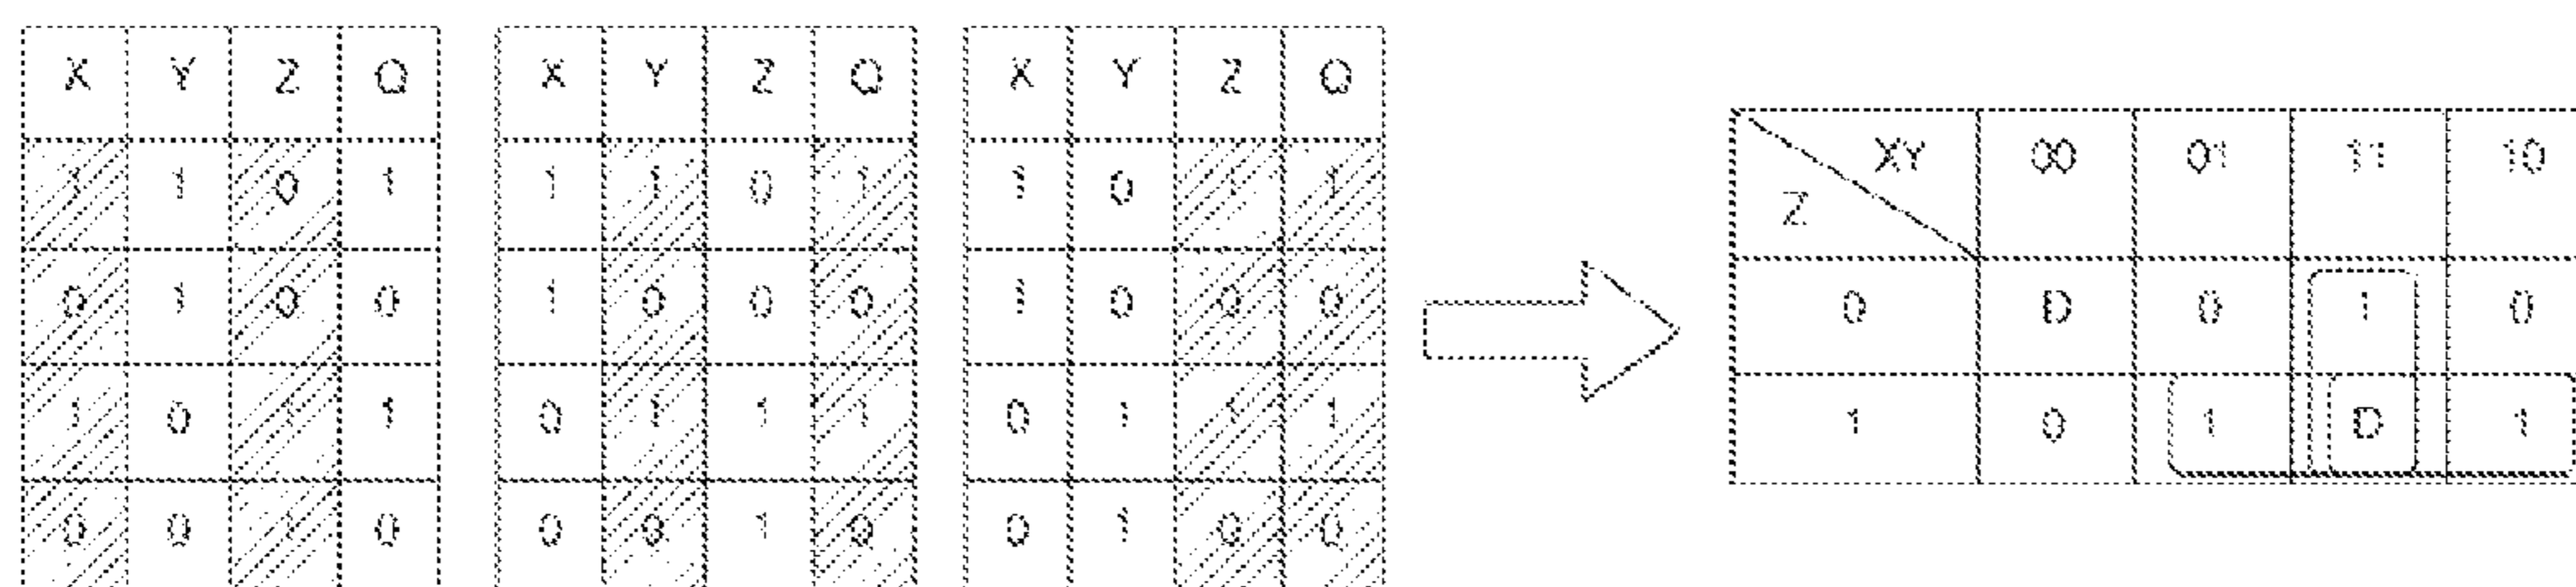 X Y Z Q
1 1 0 1
0 1 0 0
1 0 1 1
0 0 1 0
X Y Z Q
1 1 0 1
1 0 0 0
0 1 1 1
0 0 1 0
X Y Z Q
1 0 1 1
1 0 0 0
0 1 1 1
0 1 0 0
XY 00 01 11 10
Z
0 D 0 1 0
1 0 1 D 1